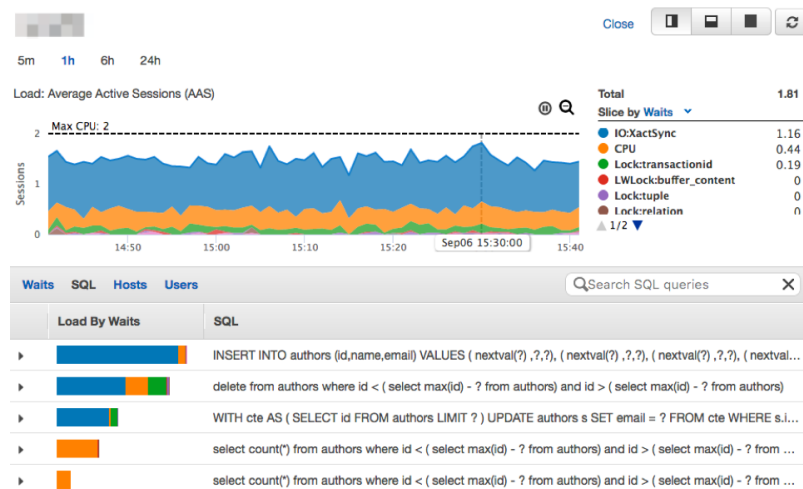 Close
5m 1h 6h 24h
Load: Average Active Sessions (AAS)
Total 1.81
Slice by Waits
Max CPU: 2
IO:XactSync 1.16
CPU 0.44
Lock:transactionid 0.19
LWLock:buffer_content 0
Lock:tuple 0
Lock:relation 0
1/2
Sessions
2
1
0
14:50 15:00 15:10 15:20 Sep06 15:30:00 15:40
Waits SQL Hosts Users Search SQL queries
Load By Waits SQL
INSERT INTO authors (id,name,email) VALUES ( nextval(?) ,?,?), ( nextval(?) ,?,?), ( nextval(?) ,?,?), ( nextval...
delete from authors where id < ( select max(id) - ? from authors) and id > ( select max(id) - ? from authors)
WITH cte AS ( SELECT id FROM authors LIMIT ? ) UPDATE authors s SET email = ? FROM cte WHERE s.i...
select count(*) from authors where id < ( select max(id) - ? from authors) and id > ( select max(id) - ? from ...
select count(*) from authors where id < ( select max(id) - ? from authors) and id > ( select max(id) - ? from ...